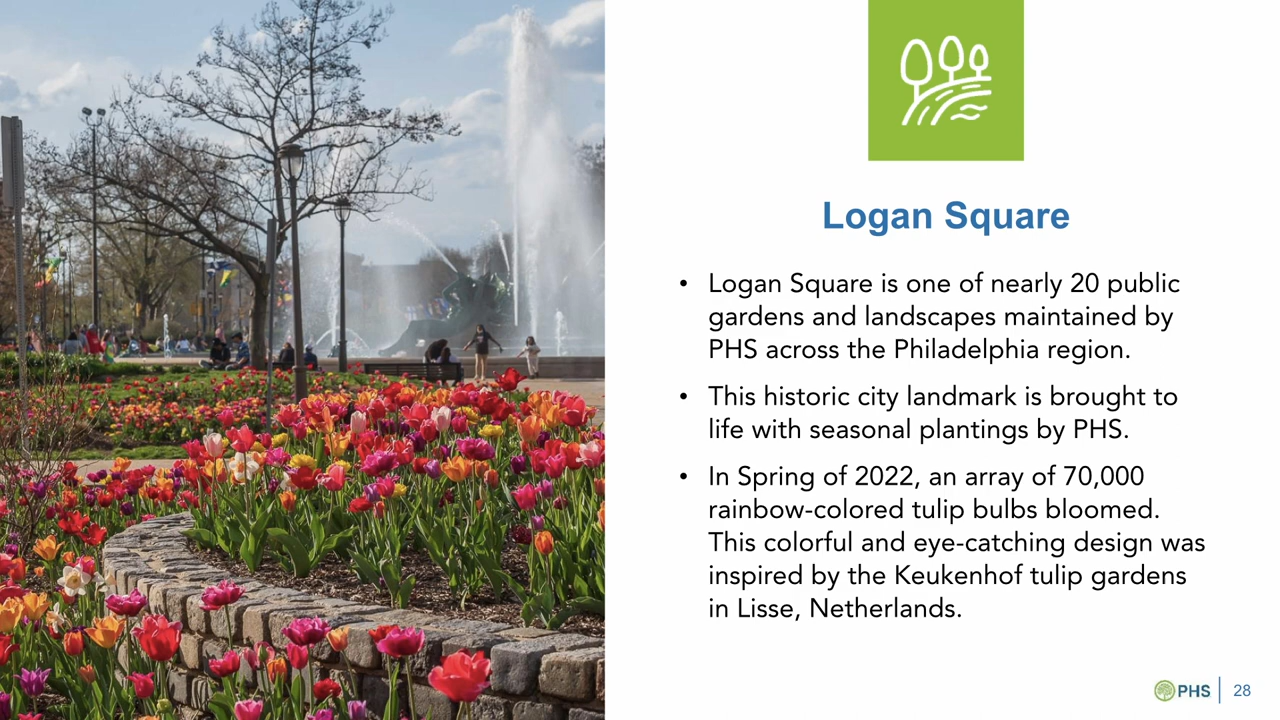 Logan Square
• Logan Square is one of nearly 20 public
gardens and landscapes maintained by
PHS across the Philadelphia region.
• This historic city landmark is brought to
life with seasonal plantings by PHS.
• In Spring of 2022, an array of 70,000
rainbow-colored tulip bulbs bloomed.
This colorful and eye-catching design was
inspired by the Keukenhof tulip gardens
in Lisse, Netherlands.
PHS 28